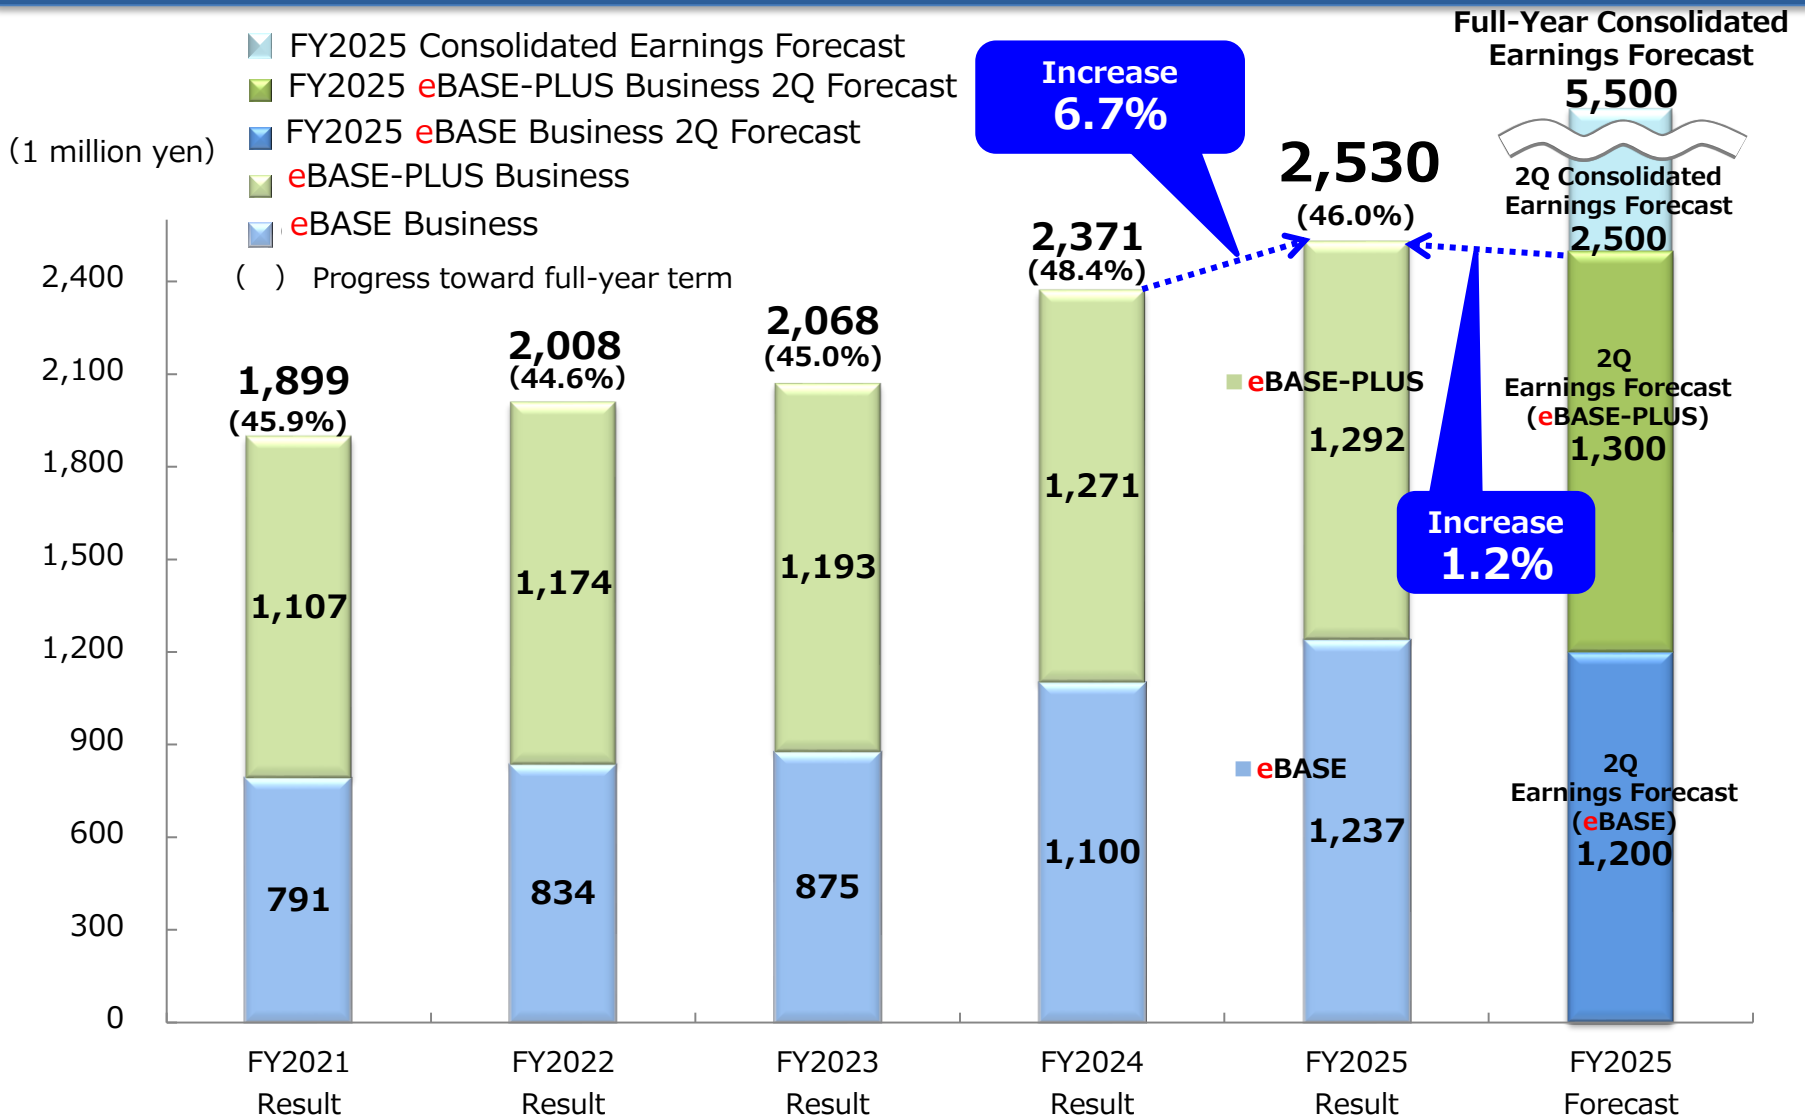 Full-Year Consolidated
Earnings Forecast
5,500
FY2025 Consolidated Earnings Forecast
FY2025 eBASE-PLUS Business 2Q Forecast
FY2025 eBASE Business 2Q Forecast
eBASE-PLUS Business
eBASE Business
( ) Progress toward full-year term
(1 million yen)
Increase
6.7%
2,530
(46.0%)
2Q Consolidated
Earnings Forecast
2,500
2,371
(48.4%)
2,068
(45.0%)
2,008
(44.6%)
1,899
(45.9%)
2,400
2,100
1,800
1,500
1,200
900
600
300
0
eBASE-PLUS
1,107
1,174
1,193
1,271
1,292
2Q
Earnings Forecast
(eBASE-PLUS)
1,300
Increase
1.2%
eBASE
791
834
875
1,100
1,237
2Q
Earnings Forecast
(eBASE)
1,200
FY2021
Result
FY2022
Result
FY2023
Result
FY2024
Result
FY2025
Result
FY2025
Forecast